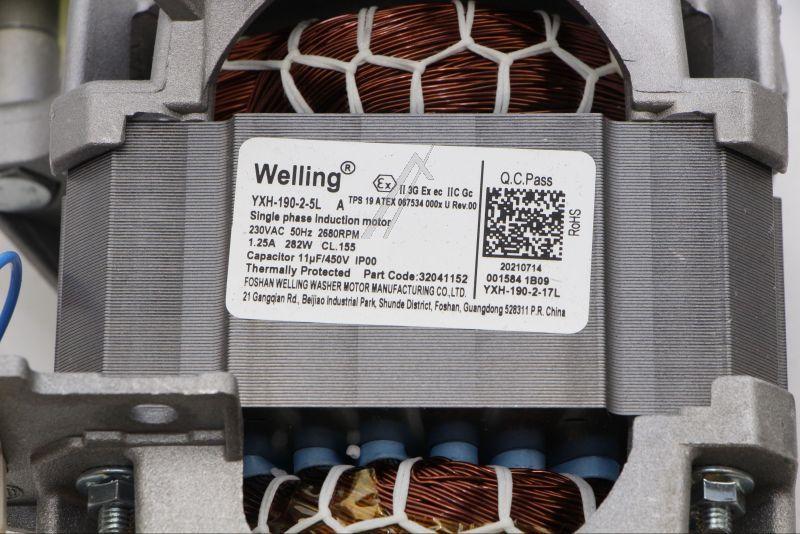 Welling®
Ex II 3G Ex ec IIC Gc
YXH-190-2-5L A TPS 19 ATEX 067534 000x U Rev.00
Single phase induction motor
230VAC 50Hz 2680RPM
1.25A 282W CL.155
Capacitor 11µF/450V IP00
Thermally Protected Part Code:32041152
FOSHAN WELLING WASHER MOTOR MANUFACTURING CO.,LTD.
21 Gangqian Rd., Beijiao Industrial Park, Shunde District, Foshan, Guangdong 528311 P.R. China
Q.C.Pass
RoHS
20210714
001584 1B09
YXH-190-2-17L